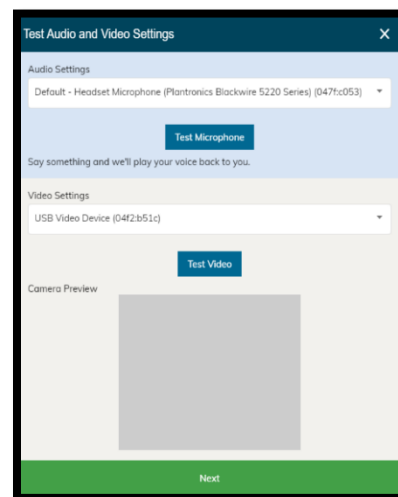 Test Audio and Video Settings
Audio Settings
Default - Headset Microphone (Plantronics Blackwire 5220 Series) (047f:c053)
Test Microphone
Say something and we'll play your voice back to you.
Video Settings
USB Video Device (04f2:b51c)
Test Video
Camera Preview
Next